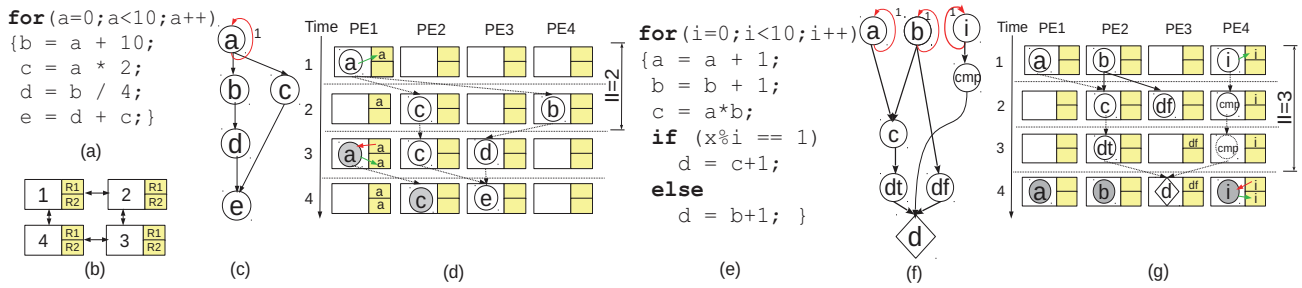 for(a=0;a<10;a++)
{b = a + 10;
c = a * 2;
d = b / 4;
e = d + c;}
(a)
1 R1 R2 2 R1 R2
4 R1 R2 3 R1 R2
(b)
a 1
b c
d
e
(c)
Time PE1 PE2 PE3 PE4
1 a a
2 a c b
3 a a a c d
4 a a c e
II=2
(d)
for(i=0;i<10;i++)
{a = a + 1;
b = b + 1;
c = a*b;
if (x%i == 1)
d = c+1;
else
d = b+1; }
(e)
a 1 b 1 i 1
cmp
c
dt df
d
(f)
Time PE1 PE2 PE3 PE4
1 a b i i
2 c df cmp i
3 dt df cmp i
4 a b d df i i i
II=3
(g)